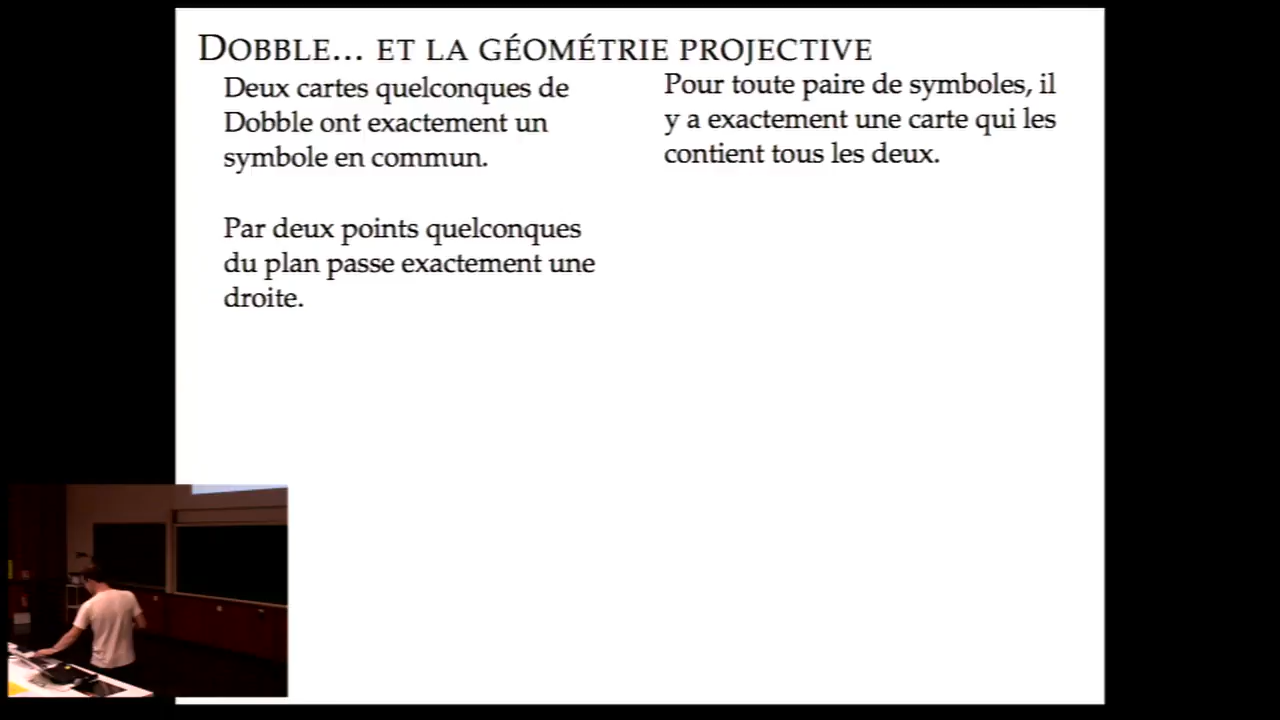 DOBBLE... ET LA GÉOMÉTRIE PROJECTIVE
Deux cartes quelconques de
Dobble ont exactement un
symbole en commun.
Par deux points quelconques
du plan passe exactement une
droite.
Pour toute paire de symboles, il
y a exactement une carte qui les
contient tous les deux.